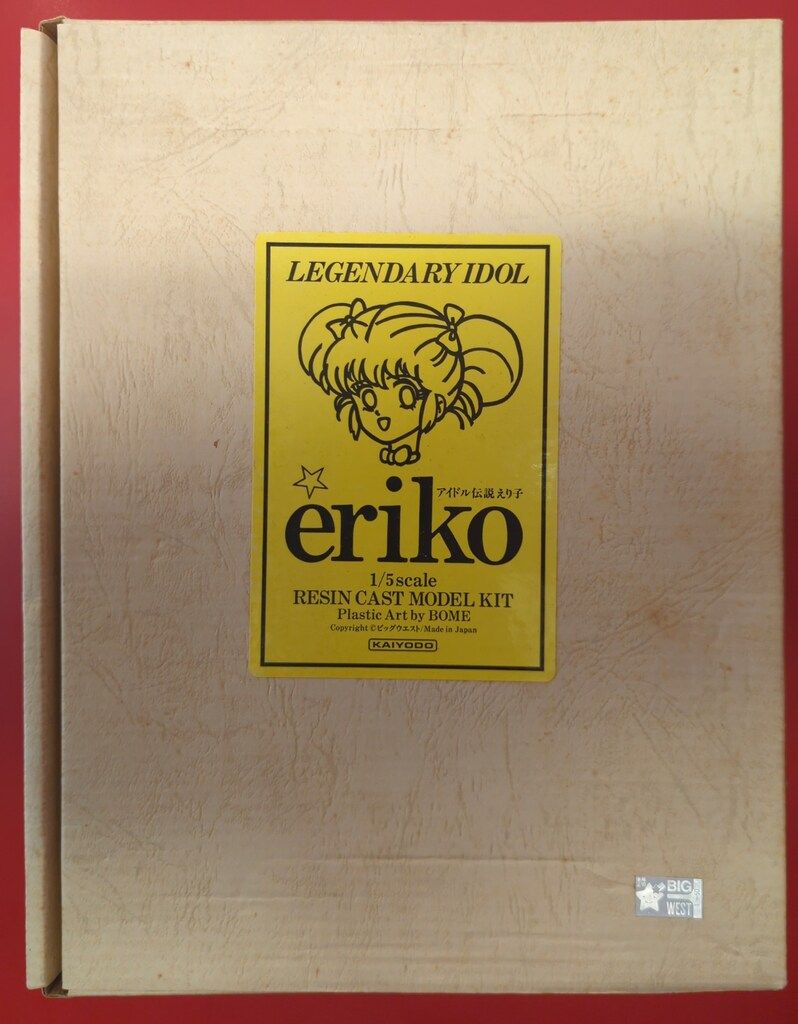 LEGENDARY IDOL
アイドル伝説えり子
eriko
1/5scale
RESIN CAST MODEL KIT
Plastic Art by BOME
Copyright ©ビッグウエスト/Made in Japan
KAIYODO
BIG
WEST